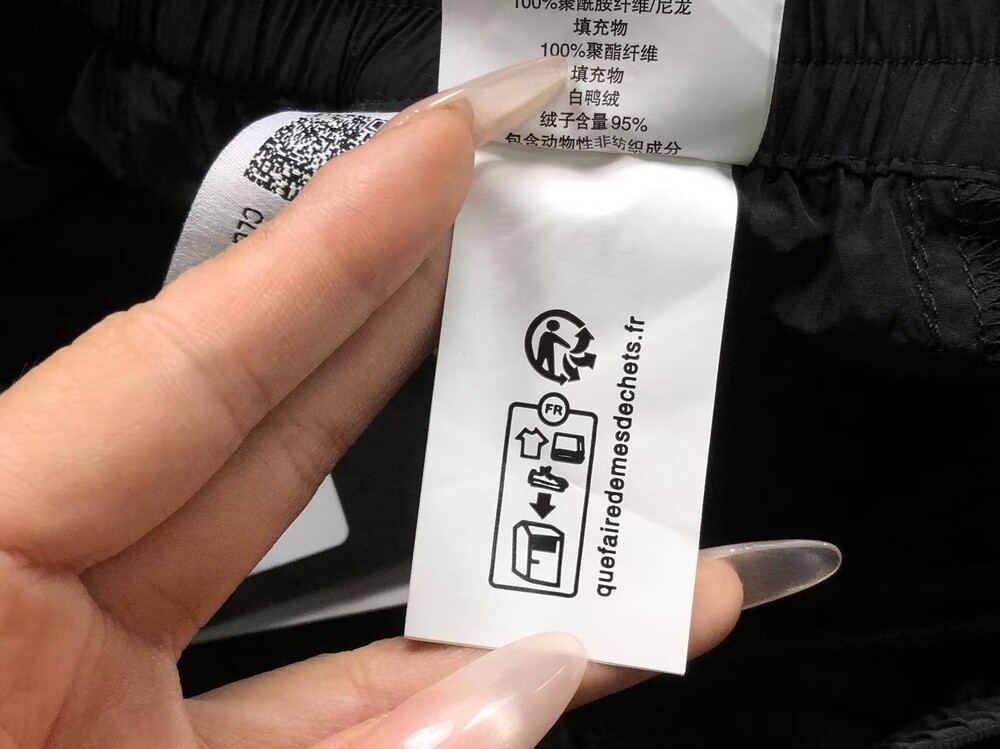 100%聚酰胺纤维/尼龙
填充物
100%聚酯纤维
填充物
白鸭绒
绒子含量95%
包含动物性非纺织成分
FR
quefairedemesdechets.fr